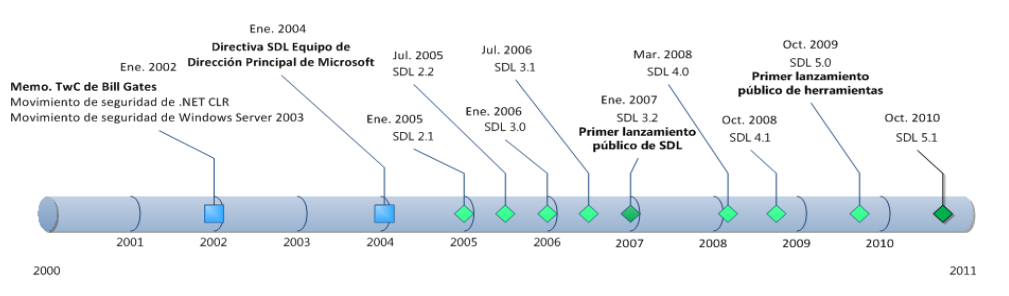 Ene. 2002
Memo. TwC de Bill Gates
Movimiento de seguridad de .NET CLR
Movimiento de seguridad de Windows Server 2003
Ene. 2004
Directiva SDL Equipo de
Dirección Principal de Microsoft
Ene. 2005
SDL 2.1
Jul. 2005
SDL 2.2
Ene. 2006
SDL 3.0
Jul. 2006
SDL 3.1
Ene. 2007
SDL 3.2
Primer lanzamiento
público de SDL
Mar. 2008
SDL 4.0
Oct. 2008
SDL 4.1
Oct. 2009
SDL 5.0
Primer lanzamiento
público de herramientas
Oct. 2010
SDL 5.1
2001
2002
2003
2004
2005
2006
2007
2008
2009
2010
2000
2011